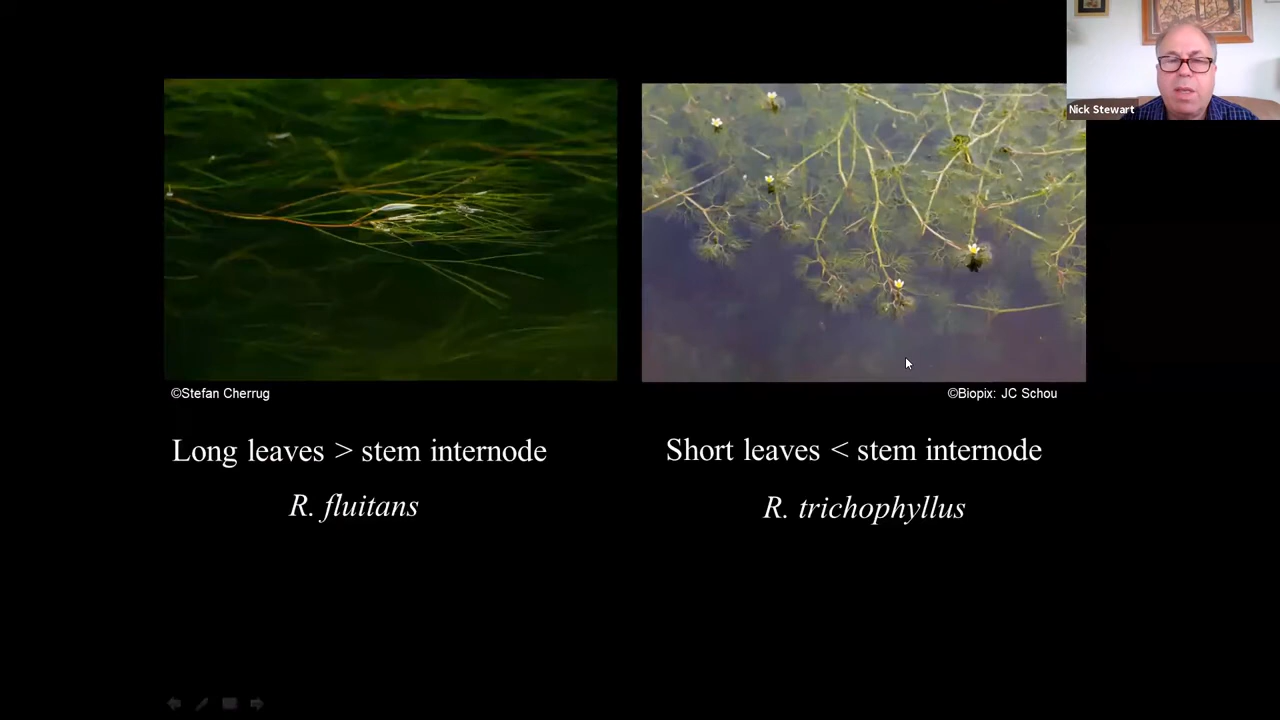 Nick Stewart
©Stefan Cherrug
©Biopix: JC Schou
Long leaves > stem internode
Short leaves < stem internode
R. fluitans
R. trichophyllus